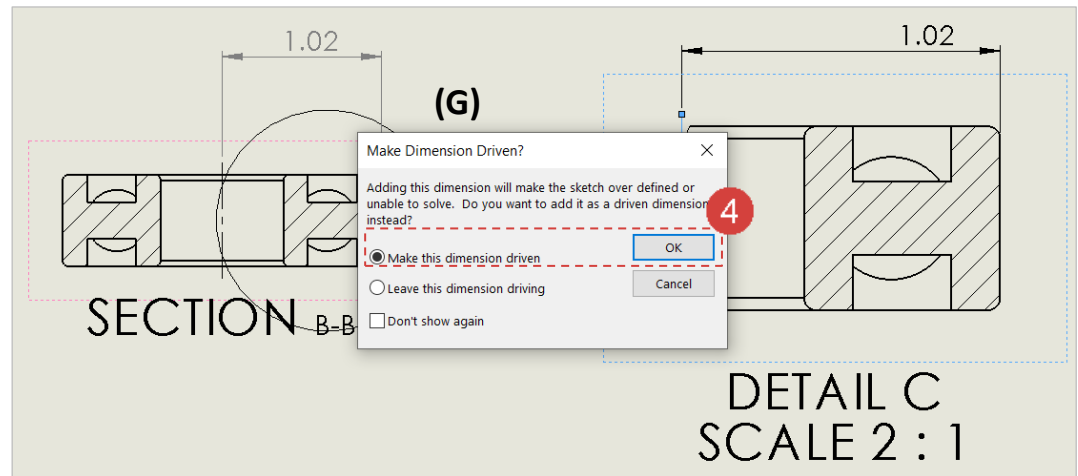 1.02
1.02
(G)
Make Dimension Driven?
Adding this dimension will make the sketch over defined or
unable to solve. Do you want to add it as a driven dimension
instead?
4
Make this dimension driven
OK
Leave this dimension driving
Cancel
Don't show again
SECTION B-B
DETAIL C
SCALE 2 : 1